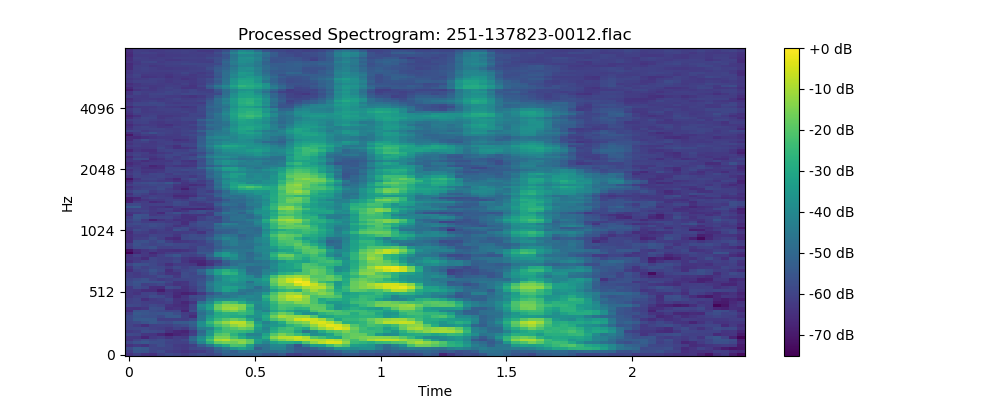 Processed Spectrogram: 251-137823-0012.flac
Hz
4096
2048
1024
512
0
0
0.5
1
1.5
2
Time
+0 dB
-10 dB
-20 dB
-30 dB
-40 dB
-50 dB
-60 dB
-70 dB